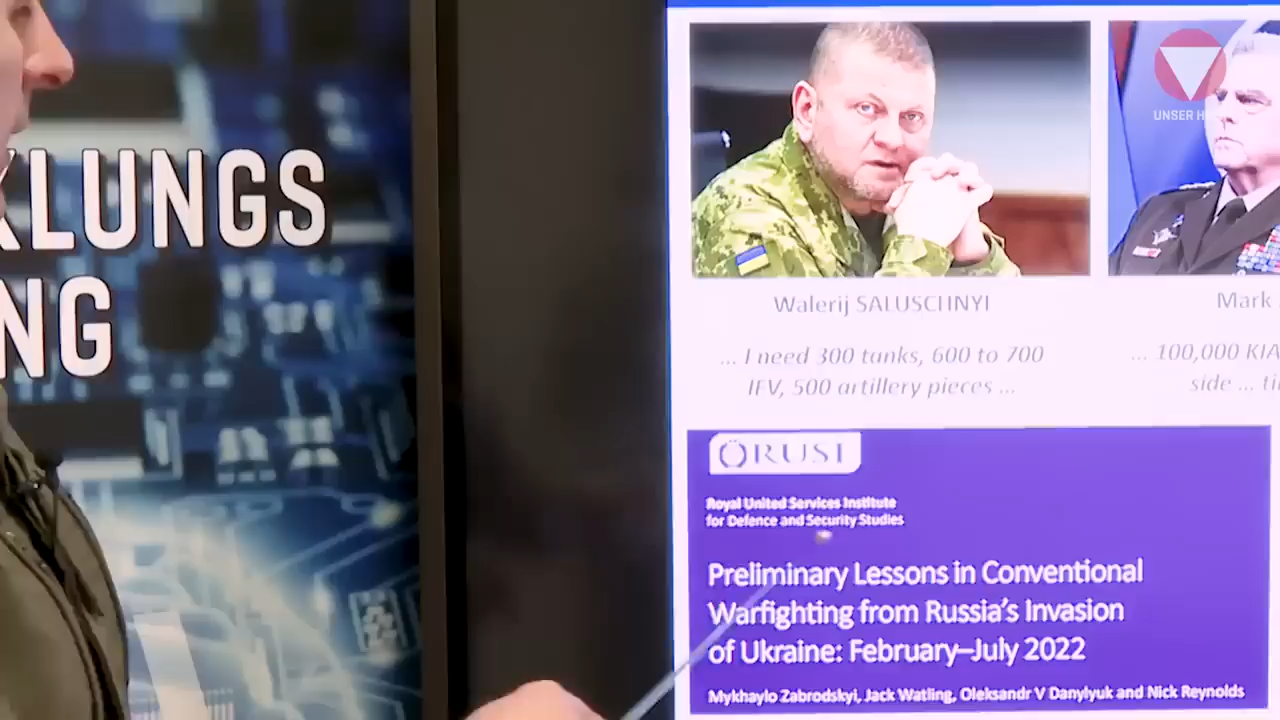 KLUNGS
NG
UNSER H
Walerij SALUSCHNYI
Mark
... I need 300 tanks, 600 to 700
IFV, 500 artillery pieces ...
... 100,000 KIA
side ...
RUSI
Royal United Services Institute
for Defence and Security Studies
Preliminary Lessons in Conventional
Warfighting from Russia's Invasion
of Ukraine: February–July 2022
Mykhaylo Zabrodskyi, Jack Watling, Oleksandr V Danylyuk and Nick Reynolds